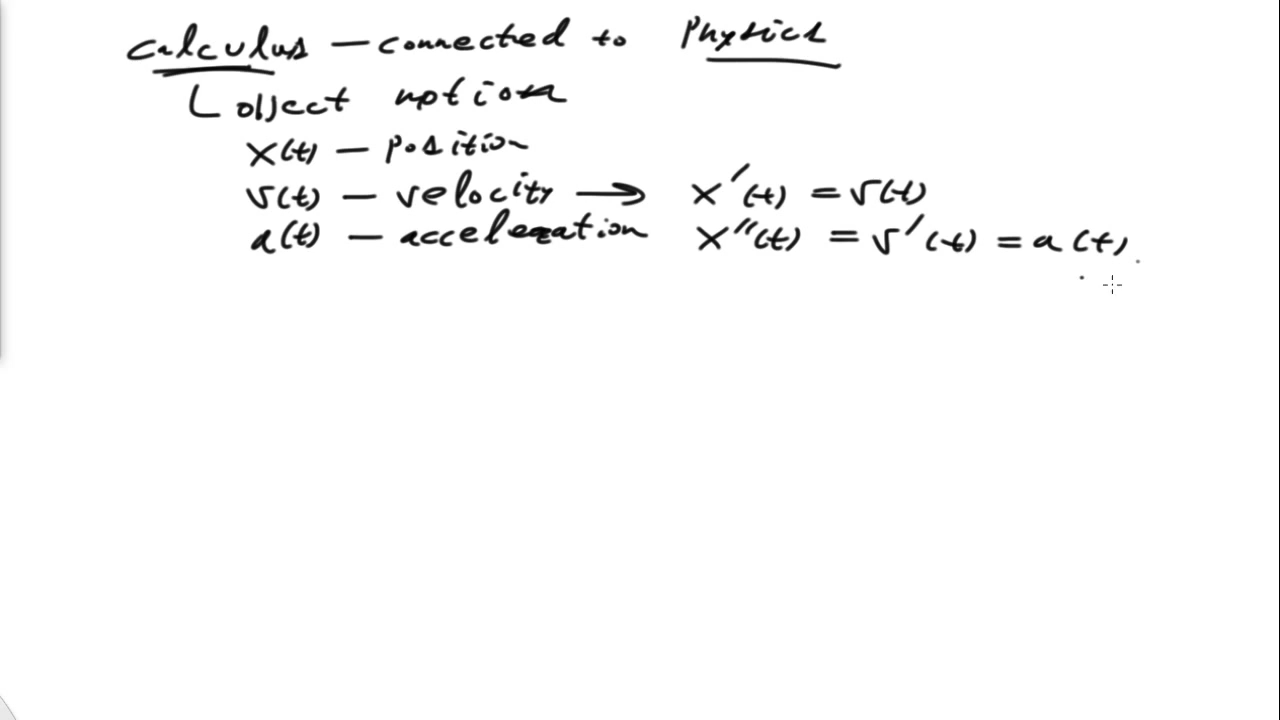 Calculus — connected to Physics
object motion
x(t) — position
v(t) — velocity → x'(t) = v(t)
a(t) — acceleration x''(t) = v'(t) = a(t)